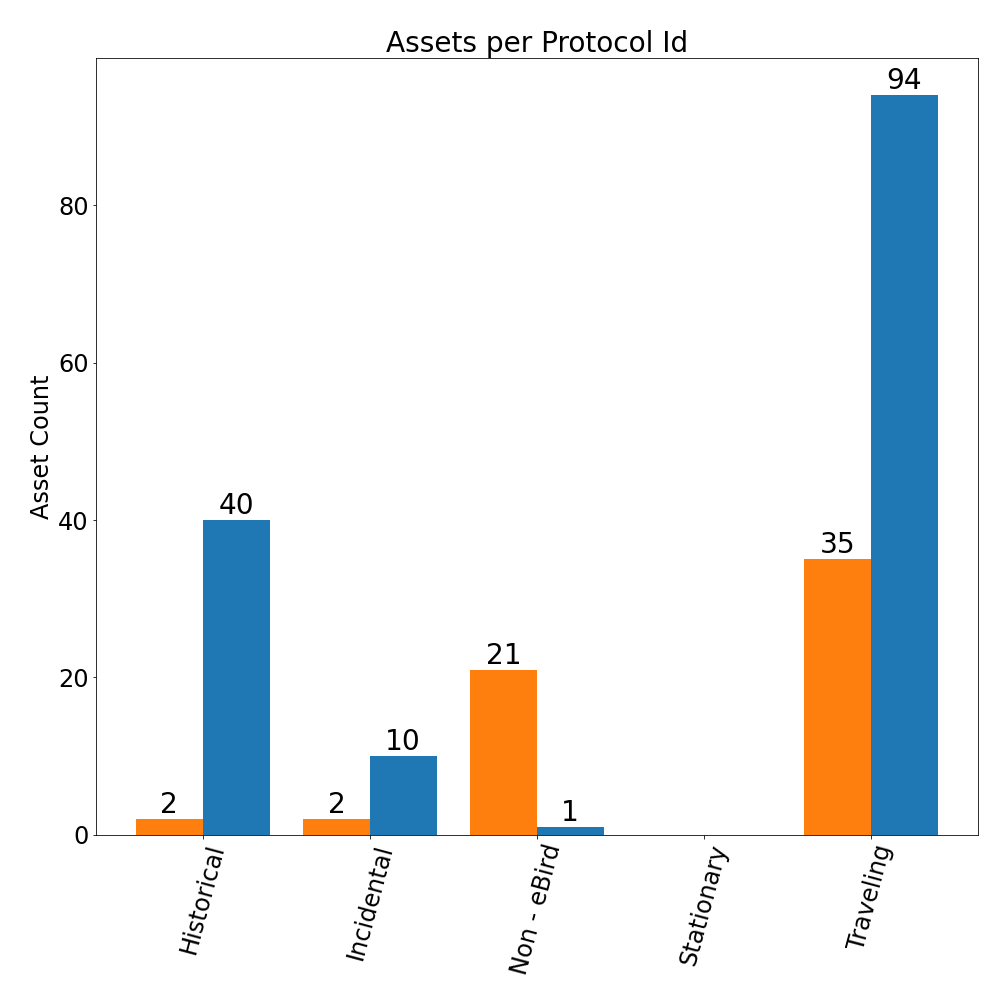 Assets per Protocol Id
Asset Count
80
60
40
20
0
2
40
2
10
21
1
35
94
Historical
Incidental
Non - eBird
Stationary
Traveling